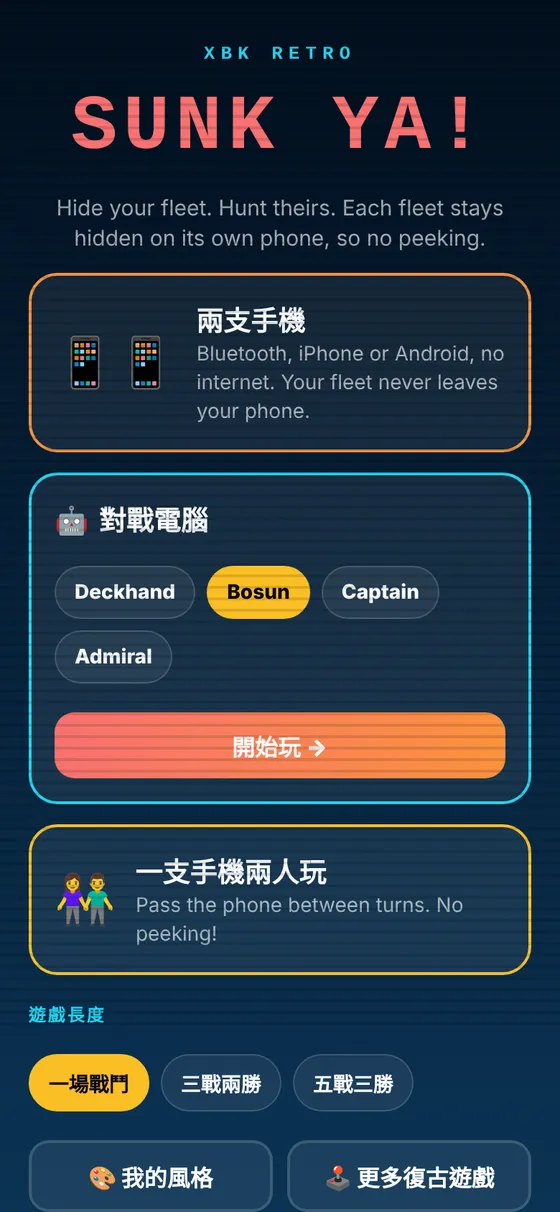 XBK RETRO
SUNK YA!
Hide your fleet. Hunt theirs. Each fleet stays
hidden on its own phone, so no peeking.
兩支手機
Bluetooth, iPhone or Android, no
internet. Your fleet never leaves
your phone.
對戰電腦
Deckhand
Bosun
Captain
Admiral
開始玩 →
一支手機兩人玩
Pass the phone between turns. No
peeking!
遊戲長度
一場戰鬥
三戰兩勝
五戰三勝
我的風格
更多復古遊戲